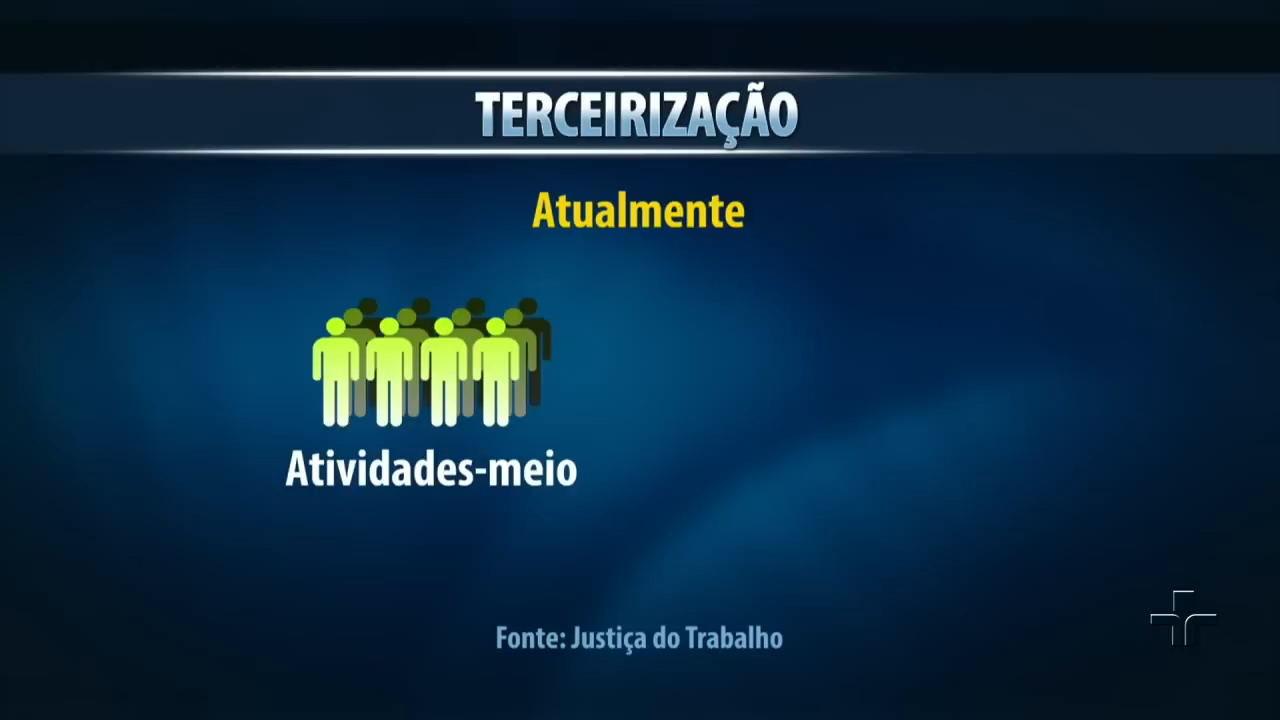 TERCEIRIZAÇÃO
Atualmente
Atividades-meio
Fonte: Justiça do Trabalho